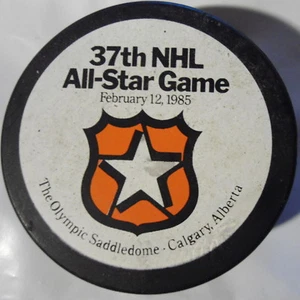 37th NHL
All-Star Game
February 12, 1985
The Olympic Saddledome · Calgary, Alberta